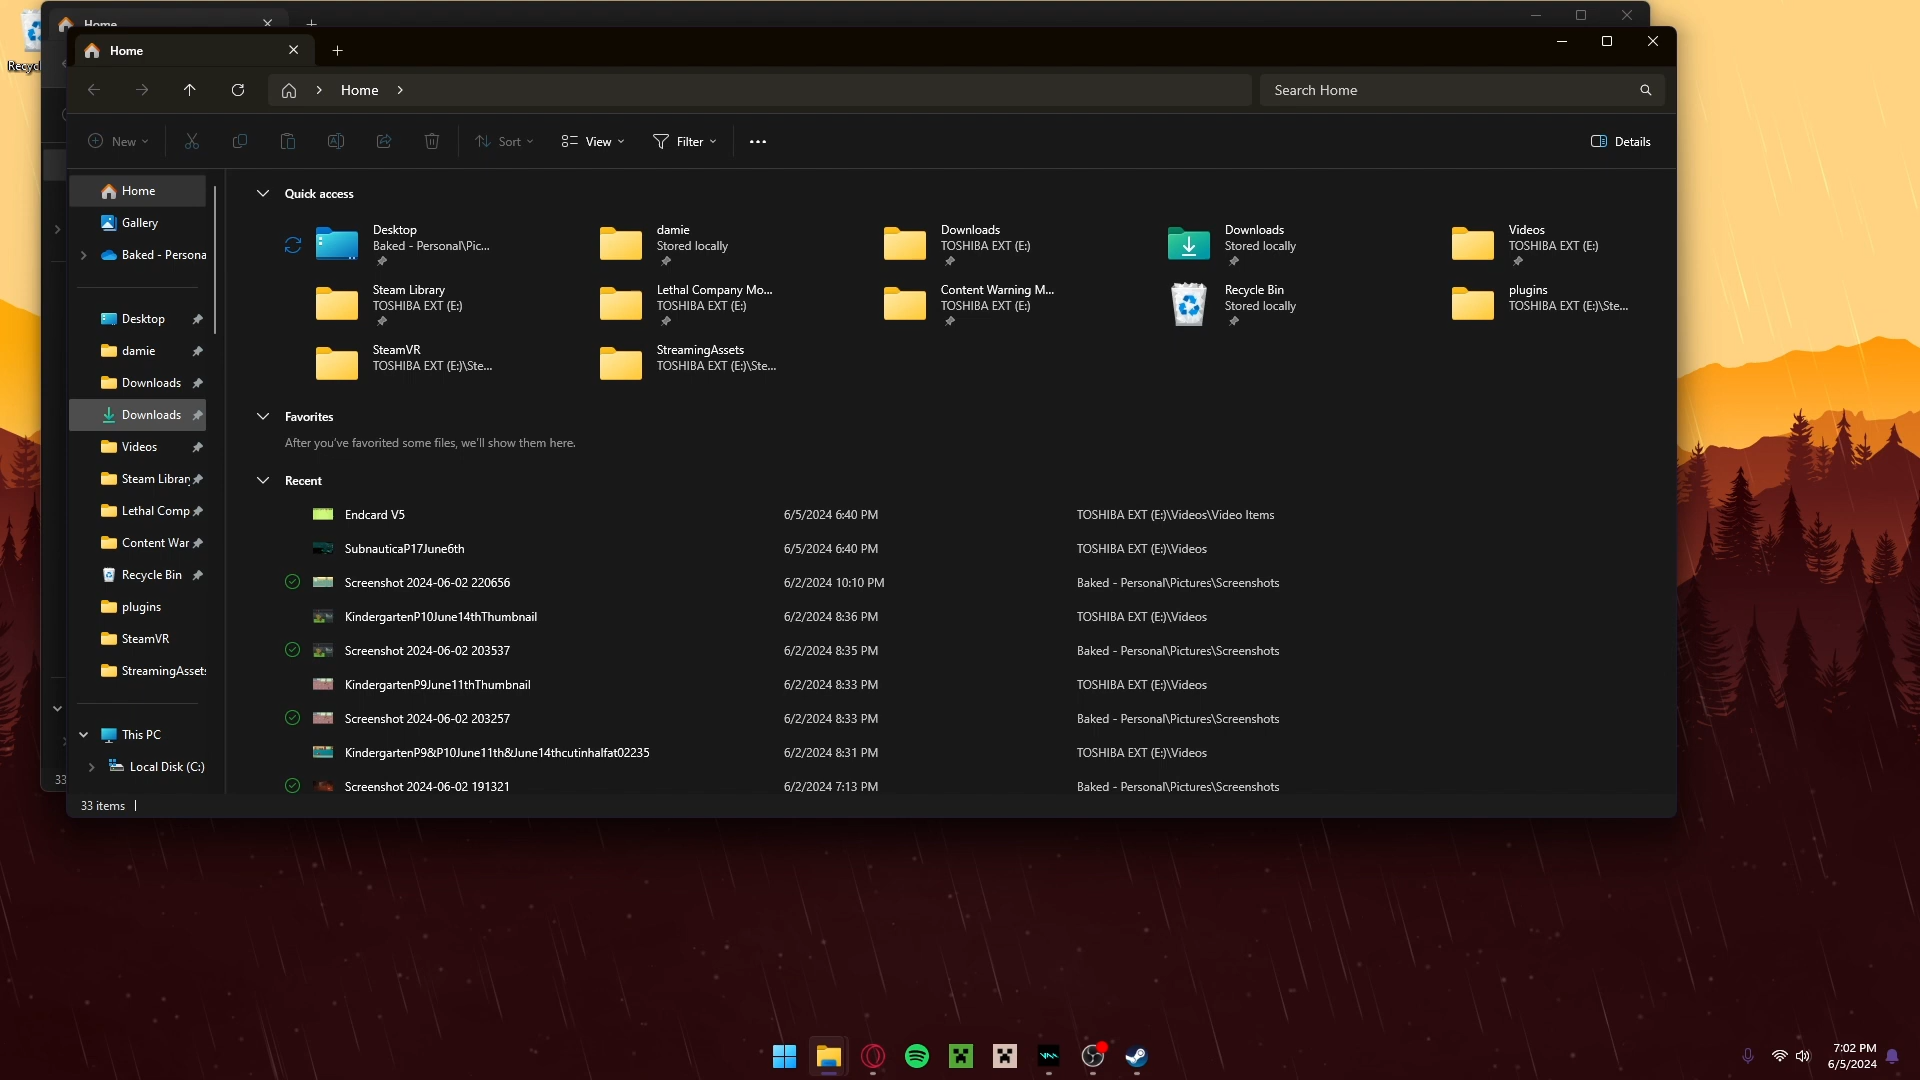 Home
Recycl
Home
Home
Search Home
New
Sort
View
Filter
Details
Home
Gallery
Baked - Persona
Desktop
damie
Downloads
Downloads
Videos
Steam Librar
Lethal Comp
Content War
Recycle Bin
plugins
SteamVR
StreamingAssets
This PC
Local Disk (C:)
Quick access
Desktop
Baked - Personal\Pic...
damie
Stored locally
Downloads
TOSHIBA EXT (E:)
Downloads
Stored locally
Videos
TOSHIBA EXT (E:)
Steam Library
TOSHIBA EXT (E:)
Lethal Company Mo...
TOSHIBA EXT (E:)
Content Warning M...
TOSHIBA EXT (E:)
Recycle Bin
Stored locally
plugins
TOSHIBA EXT (E:)\Ste...
SteamVR
TOSHIBA EXT (E:)\Ste...
StreamingAssets
TOSHIBA EXT (E:)\Ste...
Favorites
After you've favorited some files, we'll show them here.
Recent
Endcard V5 6/5/2024 6:40 PM TOSHIBA EXT (E:)\Videos\Video Items
SubnauticaP17June6th 6/5/2024 6:40 PM TOSHIBA EXT (E:)\Videos
Screenshot 2024-06-02 220656 6/2/2024 10:10 PM Baked - Personal\Pictures\Screenshots
KindergartenP10June14thThumbnail 6/2/2024 8:36 PM TOSHIBA EXT (E:)\Videos
Screenshot 2024-06-02 203537 6/2/2024 8:35 PM Baked - Personal\Pictures\Screenshots
KindergartenP9June11thThumbnail 6/2/2024 8:33 PM TOSHIBA EXT (E:)\Videos
Screenshot 2024-06-02 203257 6/2/2024 8:33 PM Baked - Personal\Pictures\Screenshots
KindergartenP9&P10June11th&June14thcutinhalfat02235 6/2/2024 8:31 PM TOSHIBA EXT (E:)\Videos
Screenshot 2024-06-02 191321 6/2/2024 7:13 PM Baked - Personal\Pictures\Screenshots
33
33 items
7:02 PM
6/5/2024